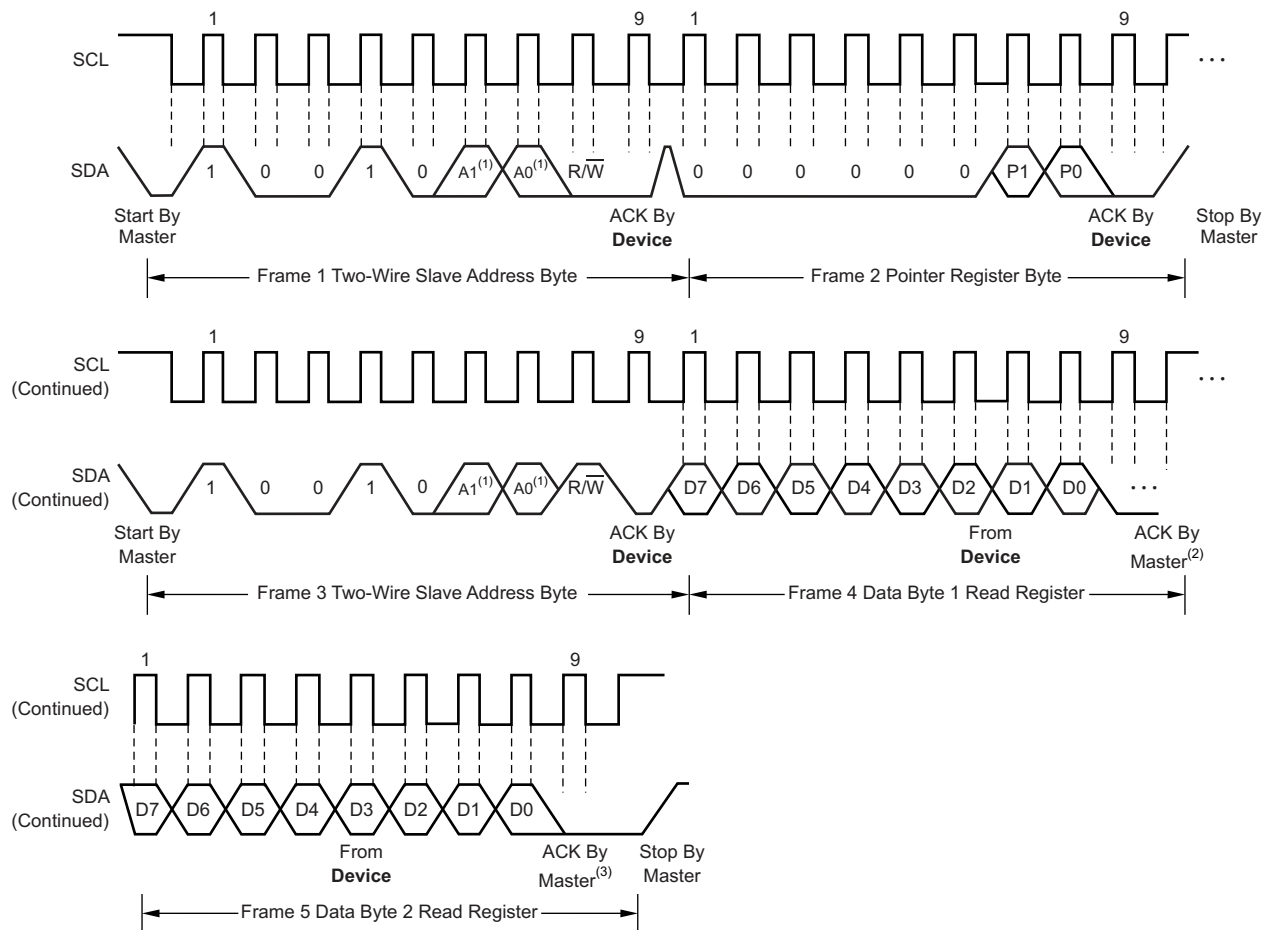 1 9 1 9
SCL ...
SDA 1 0 0 1 0 A1(1) A0(1) R/W̅ 0 0 0 0 0 0 P1 P0
Start By ACK By ACK By Stop By
Master Device Device Master
Frame 1 Two-Wire Slave Address Byte Frame 2 Pointer Register Byte
1 9 1 9
SCL
(Continued) ...
SDA
(Continued) 1 0 0 1 0 A1(1) A0(1) R/W̅ D7 D6 D5 D4 D3 D2 D1 D0 ...
Start By ACK By From ACK By
Master Device Device Master(2)
Frame 3 Two-Wire Slave Address Byte Frame 4 Data Byte 1 Read Register
1 9
SCL
(Continued)
SDA
(Continued) D7 D6 D5 D4 D3 D2 D1 D0
From ACK By Stop By
Device Master(3) Master
Frame 5 Data Byte 2 Read Register